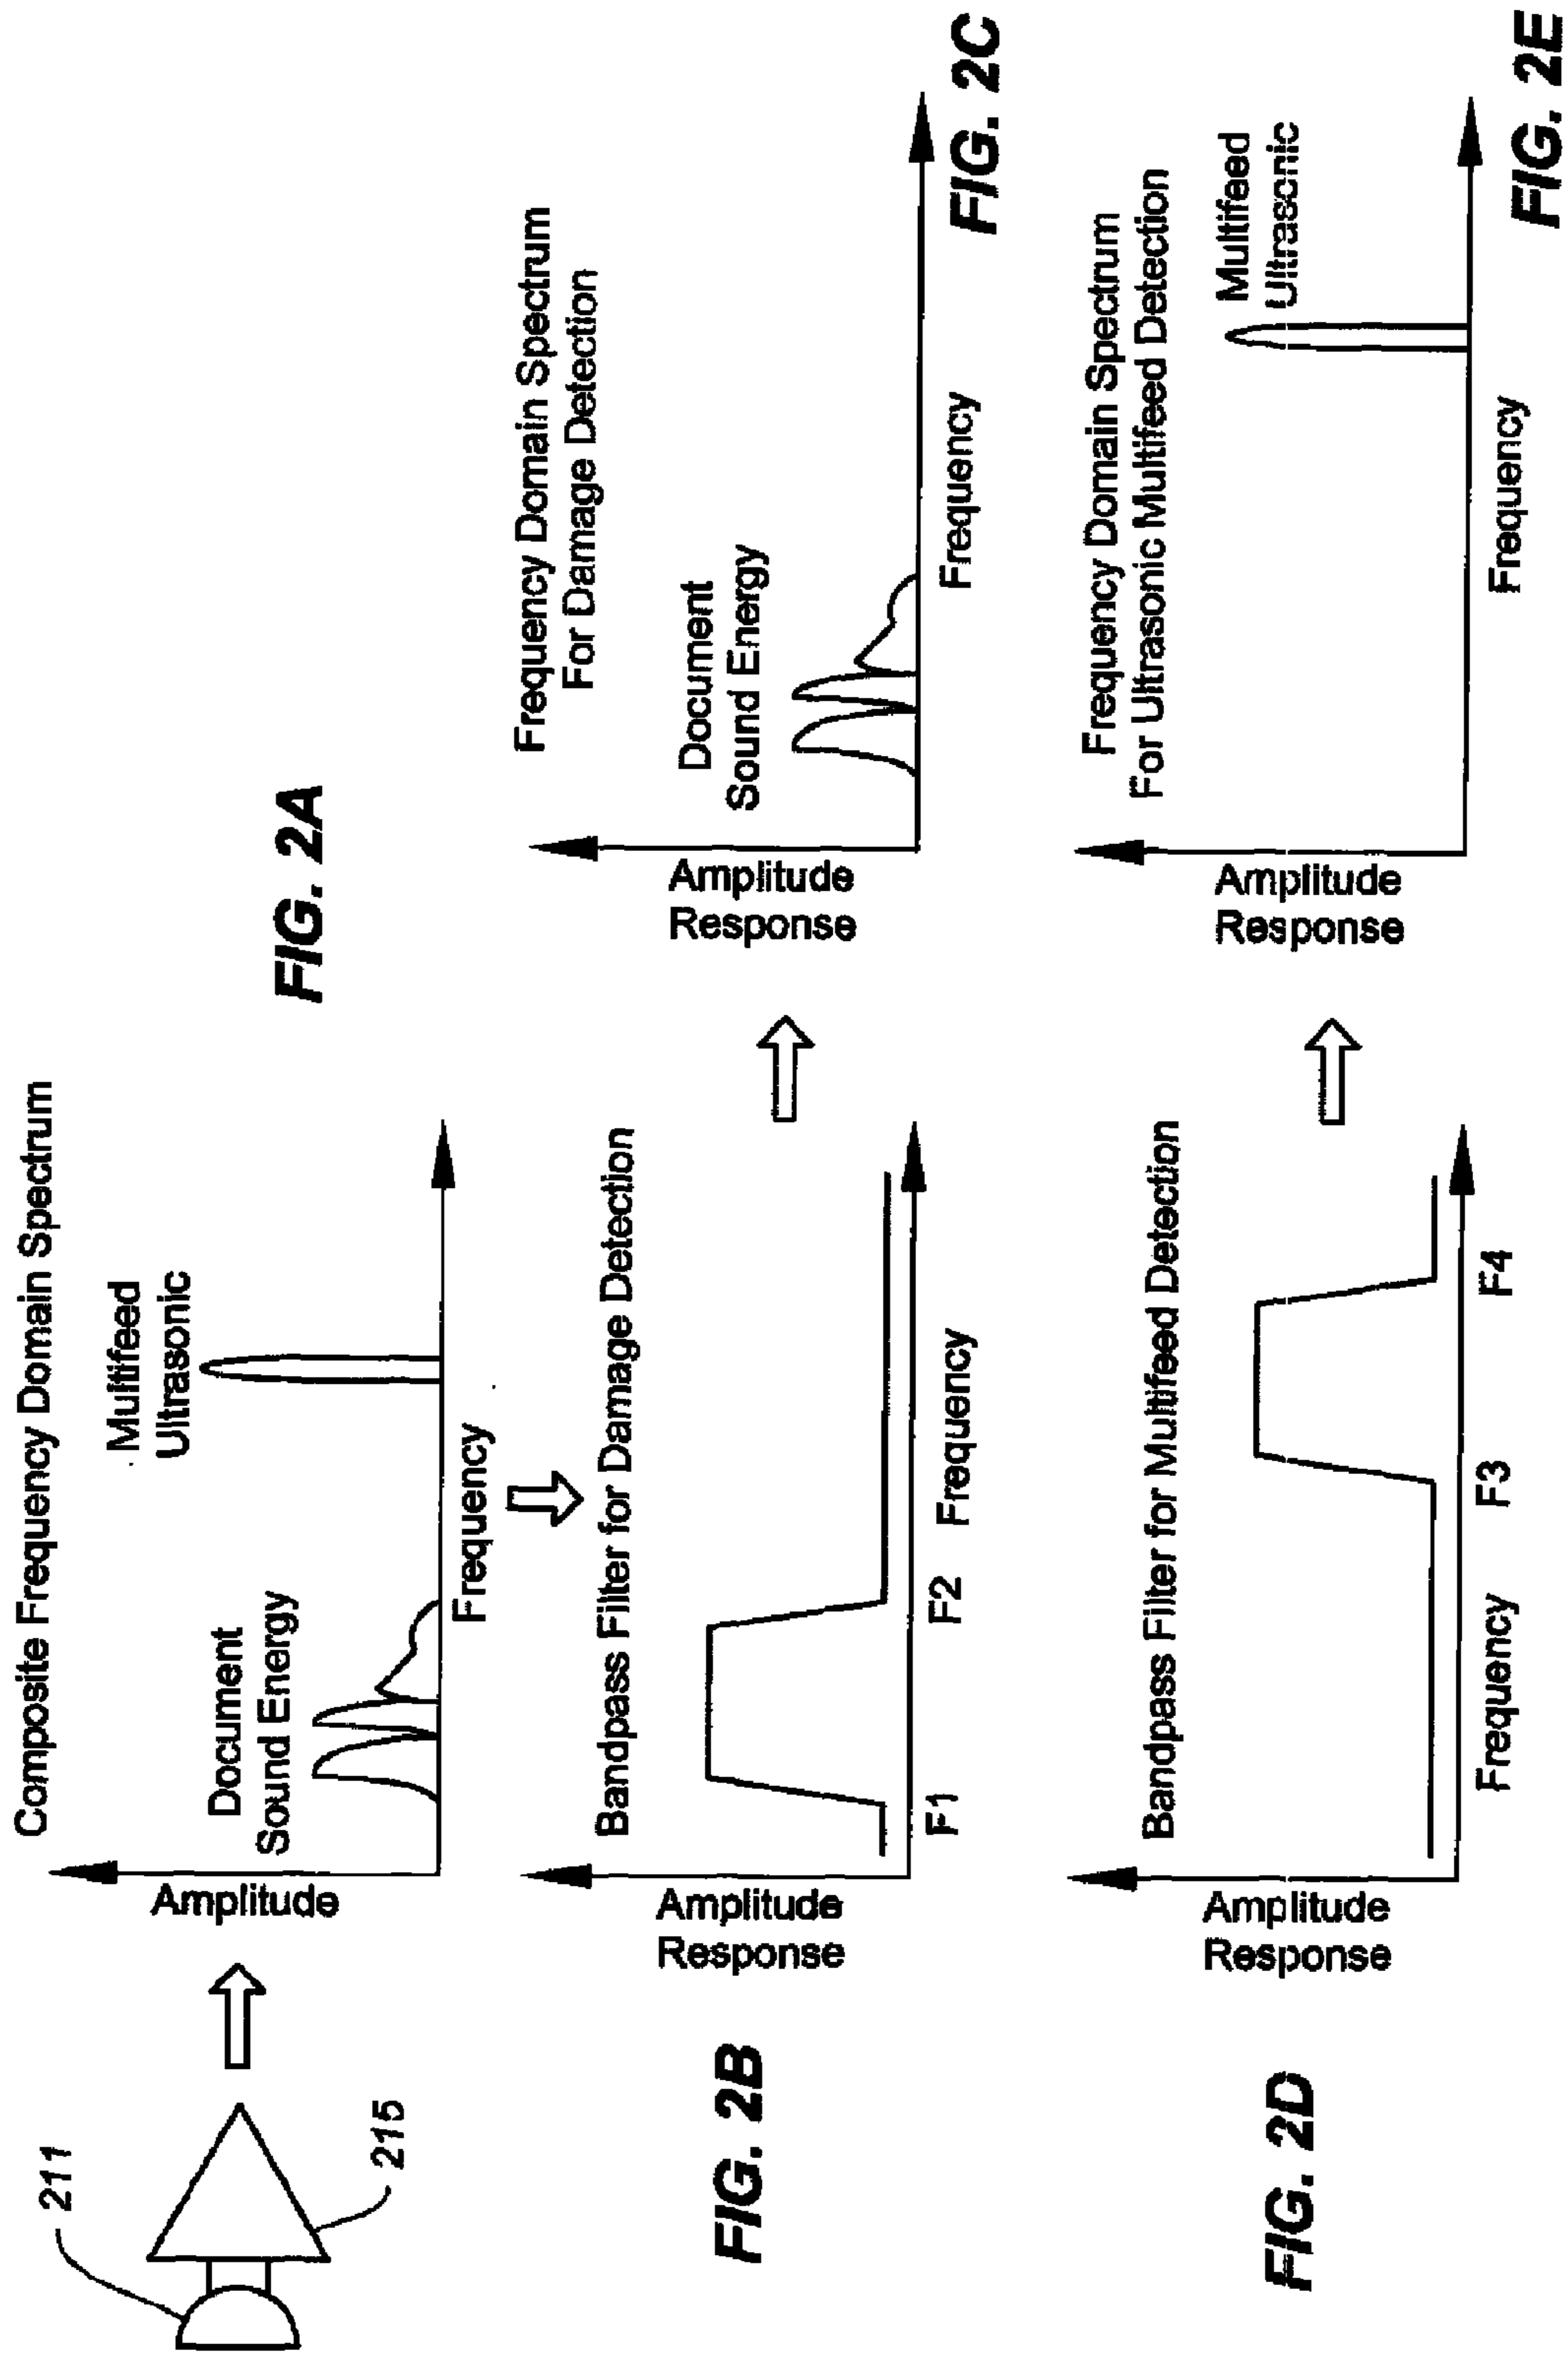 Composite Frequency Domain Spectrum
211
215
Amplitude
Document
Sound Energy
Multifeed
Ultrasonic
Frequency
FIG. 2A
Bandpass Filter for Damage Detection
Amplitude
Response
F1
F2
Frequency
FIG. 2B
Frequency Domain Spectrum
For Damage Detection
Document
Sound Energy
Amplitude
Response
Frequency
FIG. 2C
Bandpass Filter for Multifeed Detection
Amplitude
Response
Frequency
F3
F4
FIG. 2D
Frequency Domain Spectrum
For Ultrasonic Multifeed Detection
Multifeed
Ultrasonic
Amplitude
Response
Frequency
FIG. 2E